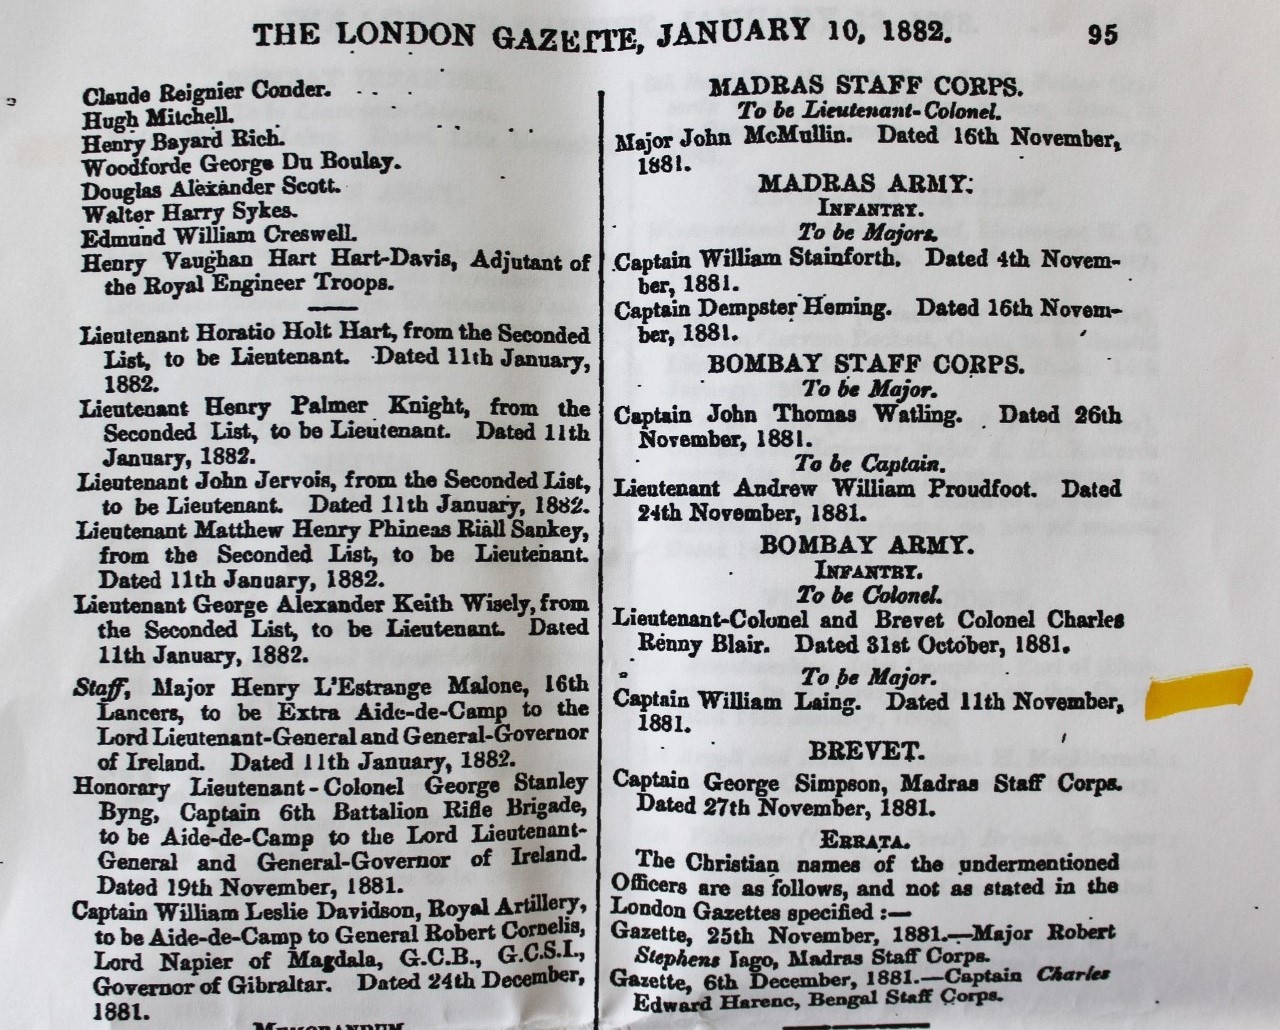 THE LONDON GAZETTE, JANUARY 10, 1882. 95
Claude Reignier Conder.
Hugh Mitchell.
Henry Bayard Rich.
Woodforde George Du Boulay.
Douglas Alexander Scott.
Walter Harry Sykes.
Edmund William Creswell.
Henry Vaughan Hart Hart-Davis, Adjutant of
the Royal Engineer Troops.
Lieutenant Horatio Holt Hart, from the Seconded
List, to be Lieutenant. Dated 11th January,
1882.
Lieutenant Henry Palmer Knight, from the
Seconded List, to be Lieutenant. Dated 11th
January, 1882.
Lieutenant John Jervois, from the Seconded List,
to be Lieutenant. Dated 11th January, 1882.
Lieutenant Matthew Henry Phineas Riall Sankey,
from the Seconded List, to be Lieutenant.
Dated 11th January, 1882.
Lieutenant George Alexander Keith Wisely, from
the Seconded List, to be Lieutenant. Dated
11th January, 1882.
Staff, Major Henry L'Estrange Malone, 16th
Lancers, to be Extra Aide-de-Camp to the
Lord Lieutenant-General and General-Governor
of Ireland. Dated 11th January, 1882.
Honorary Lieutenant-Colonel George Stanley
Byng, Captain 6th Battalion Rifle Brigade,
to be Aide-de-Camp to the Lord Lieutenant-
General and General-Governor of Ireland.
Dated 19th November, 1881.
Captain William Leslie Davidson, Royal Artillery,
to be Aide-de-Camp to General Robert Cornelis,
Lord Napier of Magdala, G.C.B., G.C.S.I.,
Governor of Gibraltar. Dated 24th December,
1881.
MEMORANDUM
MADRAS STAFF CORPS.
To be Lieutenant-Colonel.
Major John McMullin. Dated 16th November,
1881.
MADRAS ARMY.
INFANTRY.
To be Majors.
Captain William Stainforth. Dated 4th Novem-
ber, 1881.
Captain Dempster Heming. Dated 16th Novem-
ber, 1881.
BOMBAY STAFF CORPS.
To be Major.
Captain John Thomas Watling. Dated 26th
November, 1881.
To be Captain.
Lieutenant Andrew William Proudfoot. Dated
24th November, 1881.
BOMBAY ARMY.
INFANTRY.
To be Colonel.
Lieutenant-Colonel and Brevet Colonel Charles
Renny Blair. Dated 31st October, 1881.
To be Major.
Captain William Laing. Dated 11th November,
1881.
BREVET.
Captain George Simpson, Madras Staff Corps.
Dated 27th November, 1881.
ERRATA.
The Christian names of the undermentioned
Officers are as follows, and not as stated in the
London Gazettes specified :—
Gazette, 25th November, 1881.—Major Robert
Stephens Iago, Madras Staff Corps.
Gazette, 6th December, 1881.—Captain Charles
Edward Harenc, Bengal Staff Corps.